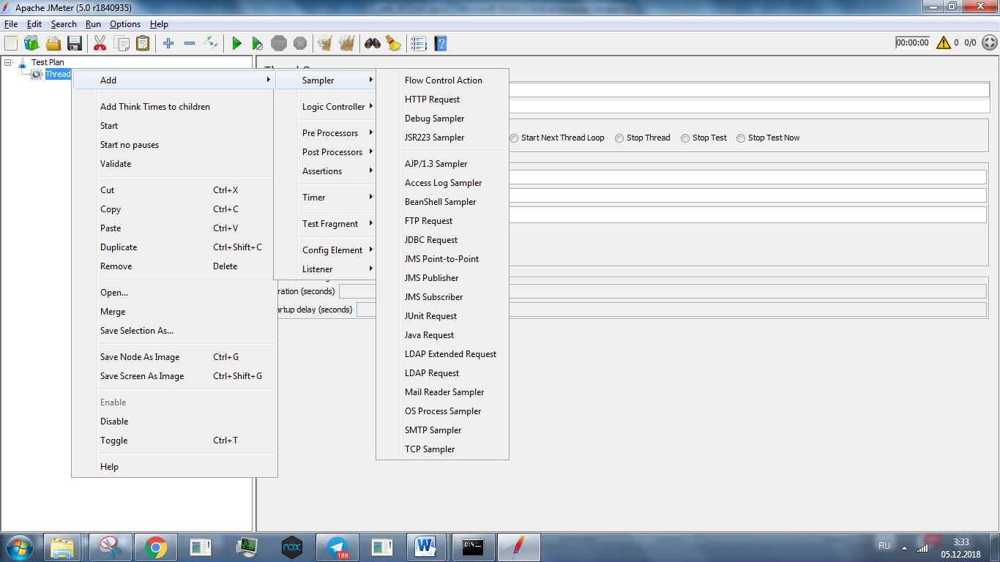 Apache JMeter (5.0 r1840935)
File Edit Search Run Options Help
STOP
00:00:00 0 0/0
Test Plan
Thread
Add
Add Think Times to children
Start
Start no pauses
Validate
Cut Ctrl+X
Copy Ctrl+C
Paste Ctrl+V
Duplicate Ctrl+Shift+C
Remove Delete
Open...
Merge
Save Selection As...
Save Node As Image Ctrl+G
Save Screen As Image Ctrl+Shift+G
Enable
Disable
Toggle Ctrl+T
Help
Sampler
Logic Controller
Pre Processors
Post Processors
Assertions
Timer
Test Fragment
Config Element
Listener
Flow Control Action
HTTP Request
Debug Sampler
JSR223 Sampler
AJP/1.3 Sampler
Access Log Sampler
BeanShell Sampler
FTP Request
JDBC Request
JMS Point-to-Point
JMS Publisher
JMS Subscriber
JUnit Request
Java Request
LDAP Extended Request
LDAP Request
Mail Reader Sampler
OS Process Sampler
SMTP Sampler
TCP Sampler
Start Next Thread Loop Stop Thread Stop Test Stop Test Now
ration (seconds)
artup delay (seconds)
nox
188
W
C:\
RU
3:33
05.12.2018